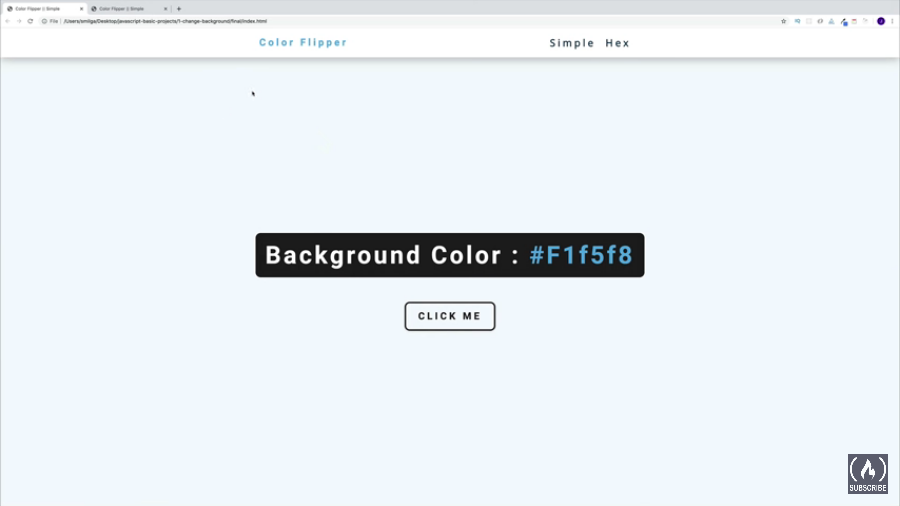 Color Flipper || Simple
Color Flipper || Simple
File | /Users/smilga/Desktop/javascript-basic-projects/1-change-background/final/index.html
Color Flipper
Simple Hex
Background Color : #F1f5f8
CLICK ME
SUBSCRIBE